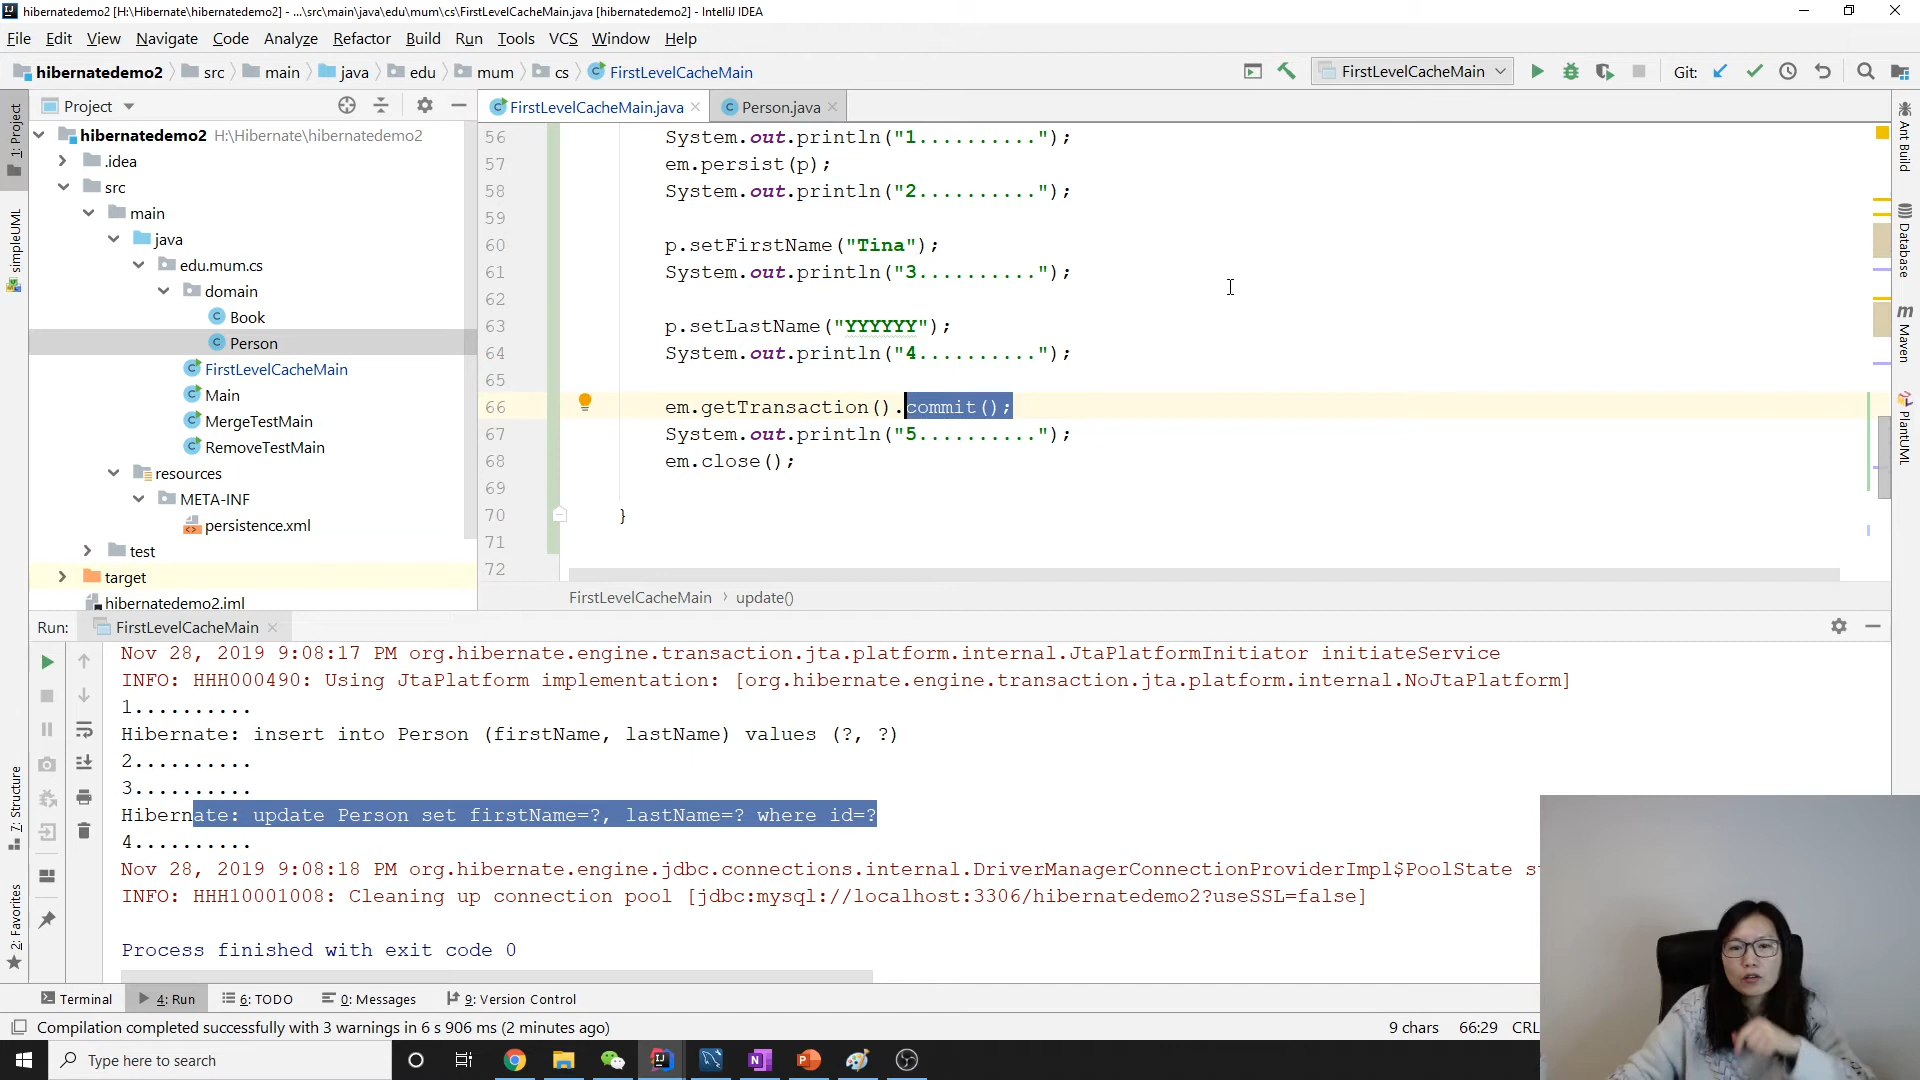 hibernatedemo2 [H:\Hibernate\hibernatedemo2] - ...\src\main\java\edu\mum\cs\FirstLevelCacheMain.java [hibernatedemo2] - IntelliJ IDEA
File Edit View Navigate Code Analyze Refactor Build Run Tools VCS Window Help
hibernatedemo2 src main java edu mum cs FirstLevelCacheMain
FirstLevelCacheMain
Git:
1: Project
simpleUML
7: Structure
2: Favorites
Project
hibernatedemo2 H:\Hibernate\hibernatedemo2
.idea
src
main
java
edu.mum.cs
domain
Book
Person
FirstLevelCacheMain
Main
MergeTestMain
RemoveTestMain
resources
META-INF
persistence.xml
test
target
hibernatedemo2.iml
FirstLevelCacheMain.java Person.java
56 System.out.println("1..........");
57 em.persist(p);
58 System.out.println("2..........");
59
60 p.setFirstName("Tina");
61 System.out.println("3..........");
62
63 p.setLastName("YYYYYY");
64 System.out.println("4..........");
65
66 em.getTransaction().commit();
67 System.out.println("5..........");
68 em.close();
69
70 }
71
72
FirstLevelCacheMain update()
Ant Build
Database
Maven
PlantUML
Run: FirstLevelCacheMain
Nov 28, 2019 9:08:17 PM org.hibernate.engine.transaction.jta.platform.internal.JtaPlatformInitiator initiateService
INFO: HHH000490: Using JtaPlatform implementation: [org.hibernate.engine.transaction.jta.platform.internal.NoJtaPlatform]
1..........
Hibernate: insert into Person (firstName, lastName) values (?, ?)
2..........
3..........
Hibernate: update Person set firstName=?, lastName=? where id=?
4..........
Nov 28, 2019 9:08:18 PM org.hibernate.engine.jdbc.connections.internal.DriverManagerConnectionProviderImpl$PoolState
INFO: HHH10001008: Cleaning up connection pool [jdbc:mysql://localhost:3306/hibernatedemo2?useSSL=false]
Process finished with exit code 0
Terminal 4: Run 6: TODO 0: Messages 9: Version Control
Compilation completed successfully with 3 warnings in 6 s 906 ms (2 minutes ago) 9 chars 66:29
Type here to search